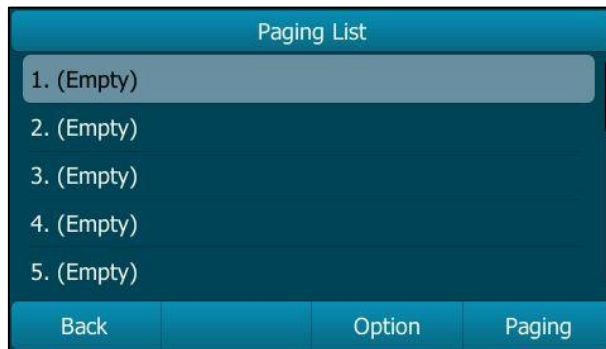 Paging List
1. (Empty)
2. (Empty)
3. (Empty)
4. (Empty)
5. (Empty)
Back Option Paging